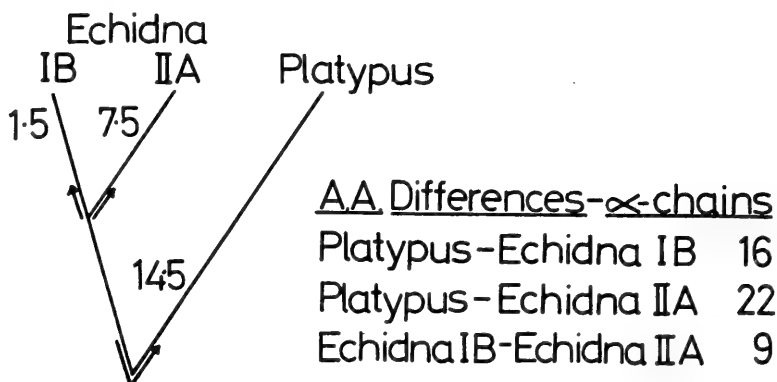 Echidna
IB IIA Platypus
1·5 7·5
A.A. Differences-α-chains
14·5
Platypus-Echidna IB 16
Platypus-Echidna IIA 22
Echidna IB-Echidna IIA 9